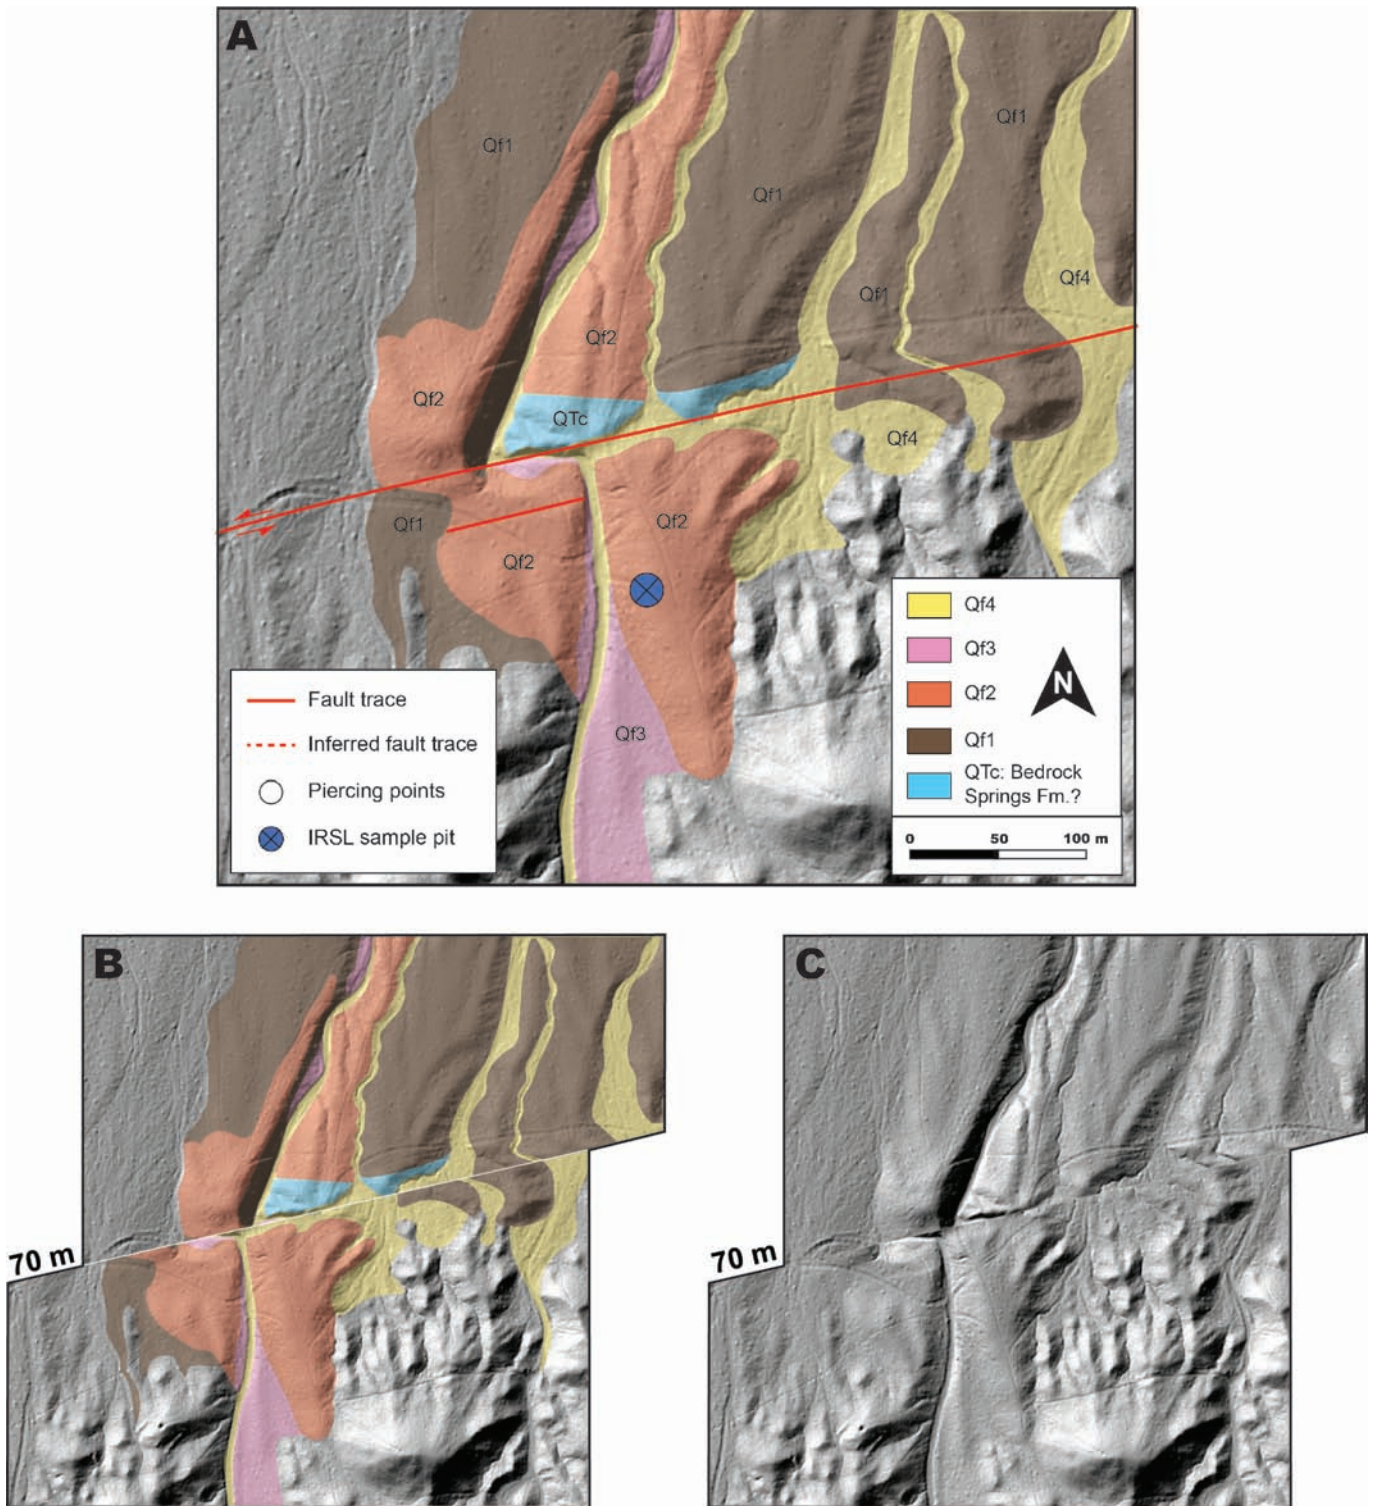 A
Qf1
Qf1
Qf1
Qf4
Qf1
Qf2
Qf2
QTc
Qf4
Qf2
Qf1
Qf2
Qf3
Fault trace
Inferred fault trace
Piercing points
IRSL sample pit
Qf4
Qf3
Qf2
Qf1
QTc: Bedrock
Springs Fm.?
N
0 50 100 m
B
70 m
C
70 m